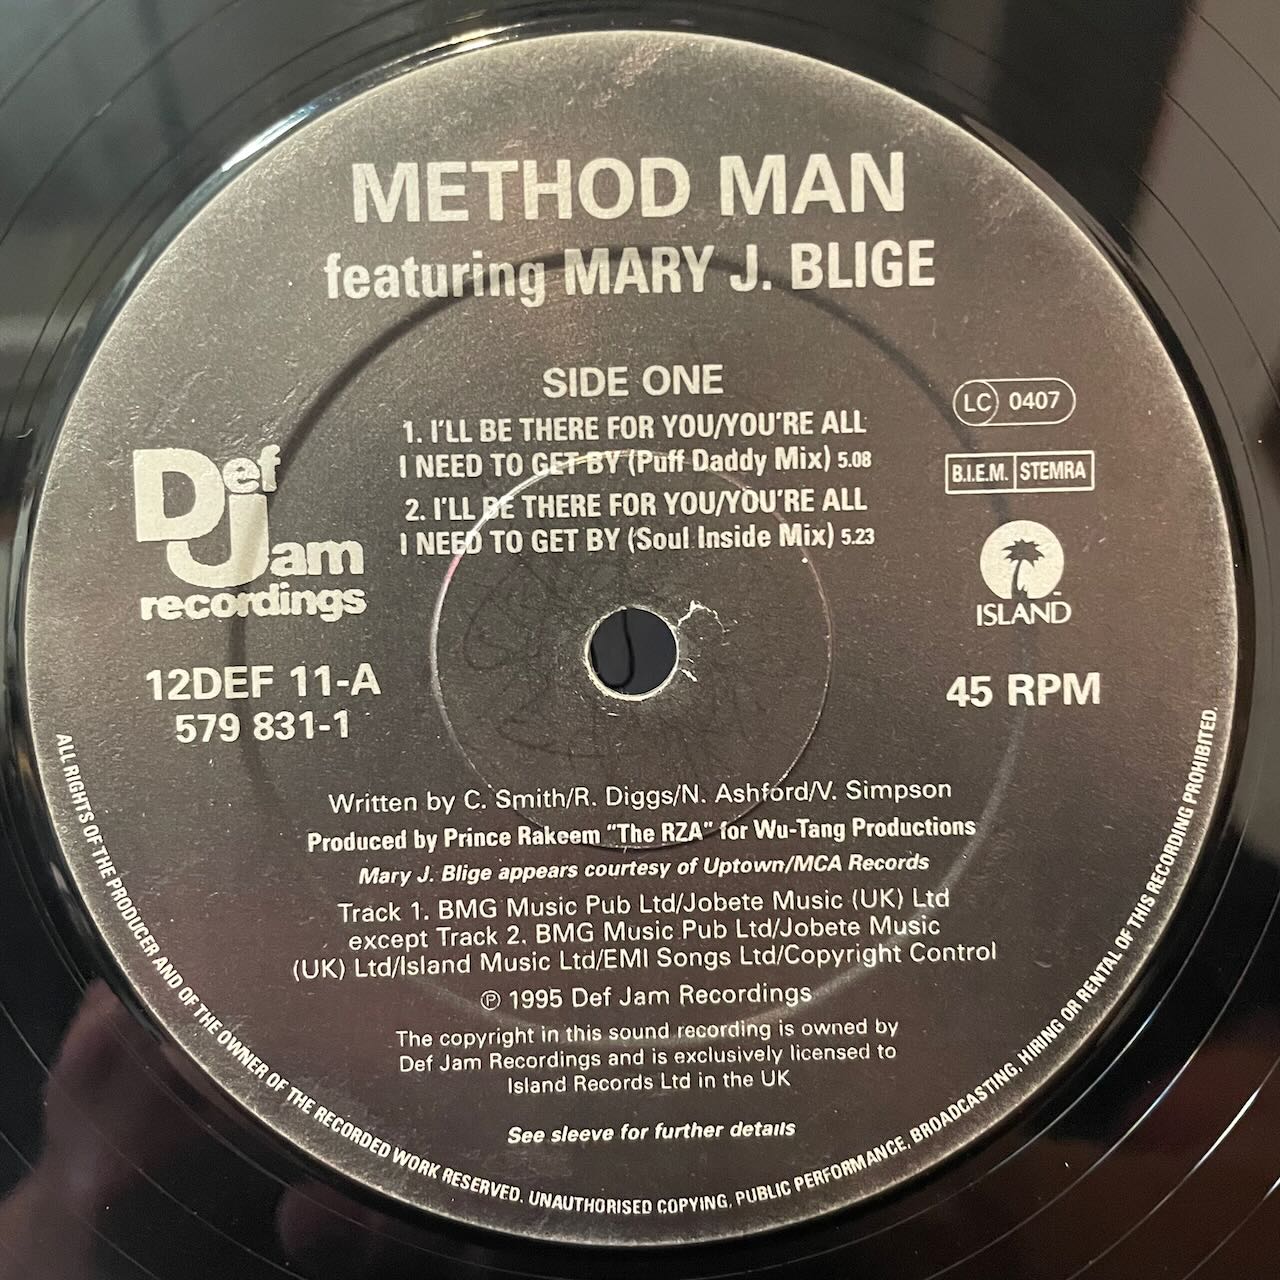 METHOD MAN
featuring MARY J. BLIGE
SIDE ONE
1. I'LL BE THERE FOR YOU/YOU'RE ALL
I NEED TO GET BY (Puff Daddy Mix) 5.08
2. I'LL BE THERE FOR YOU/YOU'RE ALL
I NEED TO GET BY (Soul Inside Mix) 5.23
Def
Jam
recordings
12DEF 11-A
579 831-1
LC 0407
B.I.E.M. STEMRA
ISLAND
45 RPM
Written by C. Smith/R. Diggs/N. Ashford/V. Simpson
Produced by Prince Rakeem "The RZA" for Wu-Tang Productions
Mary J. Blige appears courtesy of Uptown/MCA Records
Track 1. BMG Music Pub Ltd/Jobete Music (UK) Ltd
except Track 2. BMG Music Pub Ltd/Jobete Music
(UK) Ltd/Island Music Ltd/EMI Songs Ltd/Copyright Control
℗ 1995 Def Jam Recordings
The copyright in this sound recording is owned by
Def Jam Recordings and is exclusively licensed to
Island Records Ltd in the UK
See sleeve for further details
ALL RIGHTS OF THE PRODUCER AND OF THE OWNER OF THE RECORDED WORK RESERVED. UNAUTHORISED COPYING, PUBLIC PERFORMANCE, BROADCASTING, HIRING OR RENTAL OF THIS RECORDING PROHIBITED.